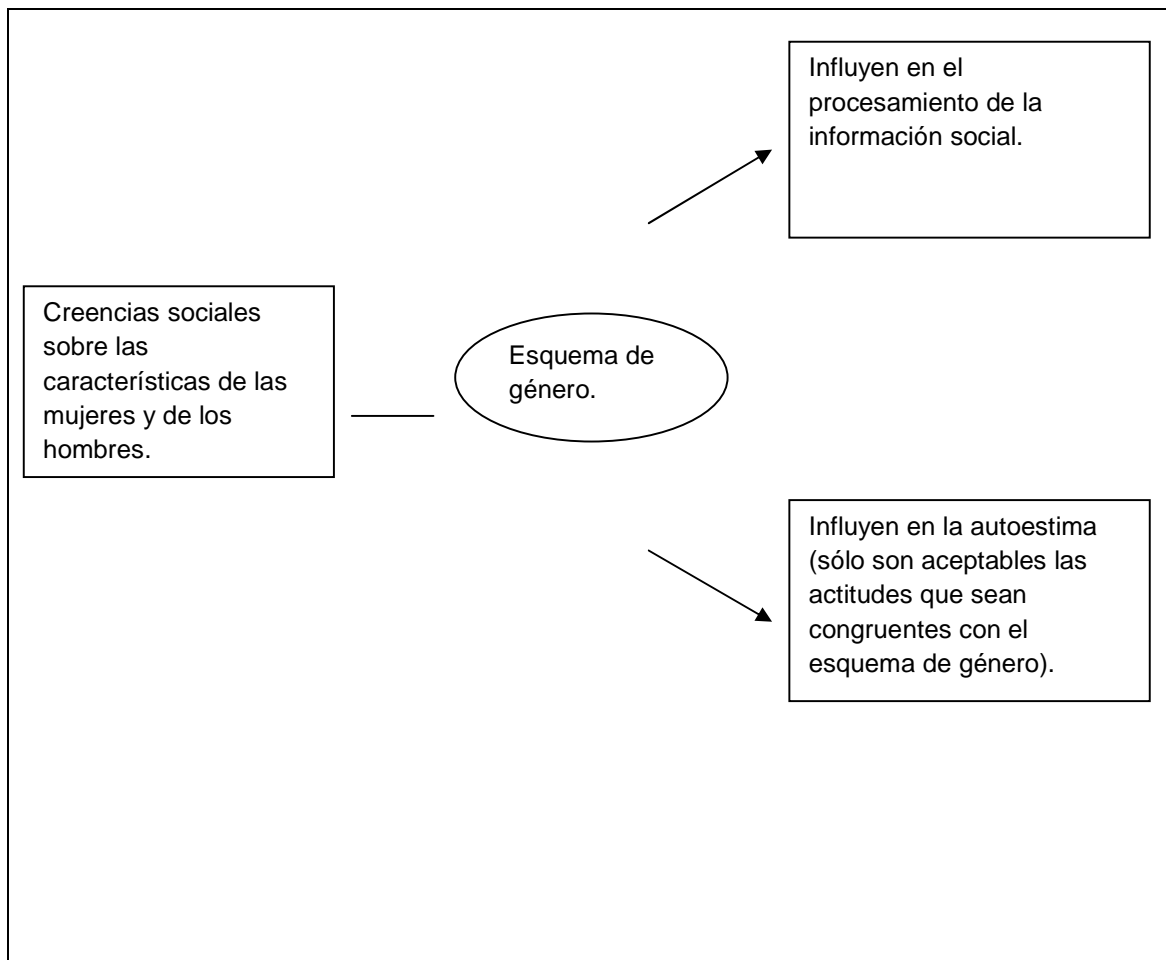 Influyen en el
procesamiento de la
información social.
Creencias sociales
sobre las
características de las
mujeres y de los
hombres.
Esquema de
género.
Influyen en la autoestima
(sólo son aceptables las
actitudes que sean
congruentes con el
esquema de género).